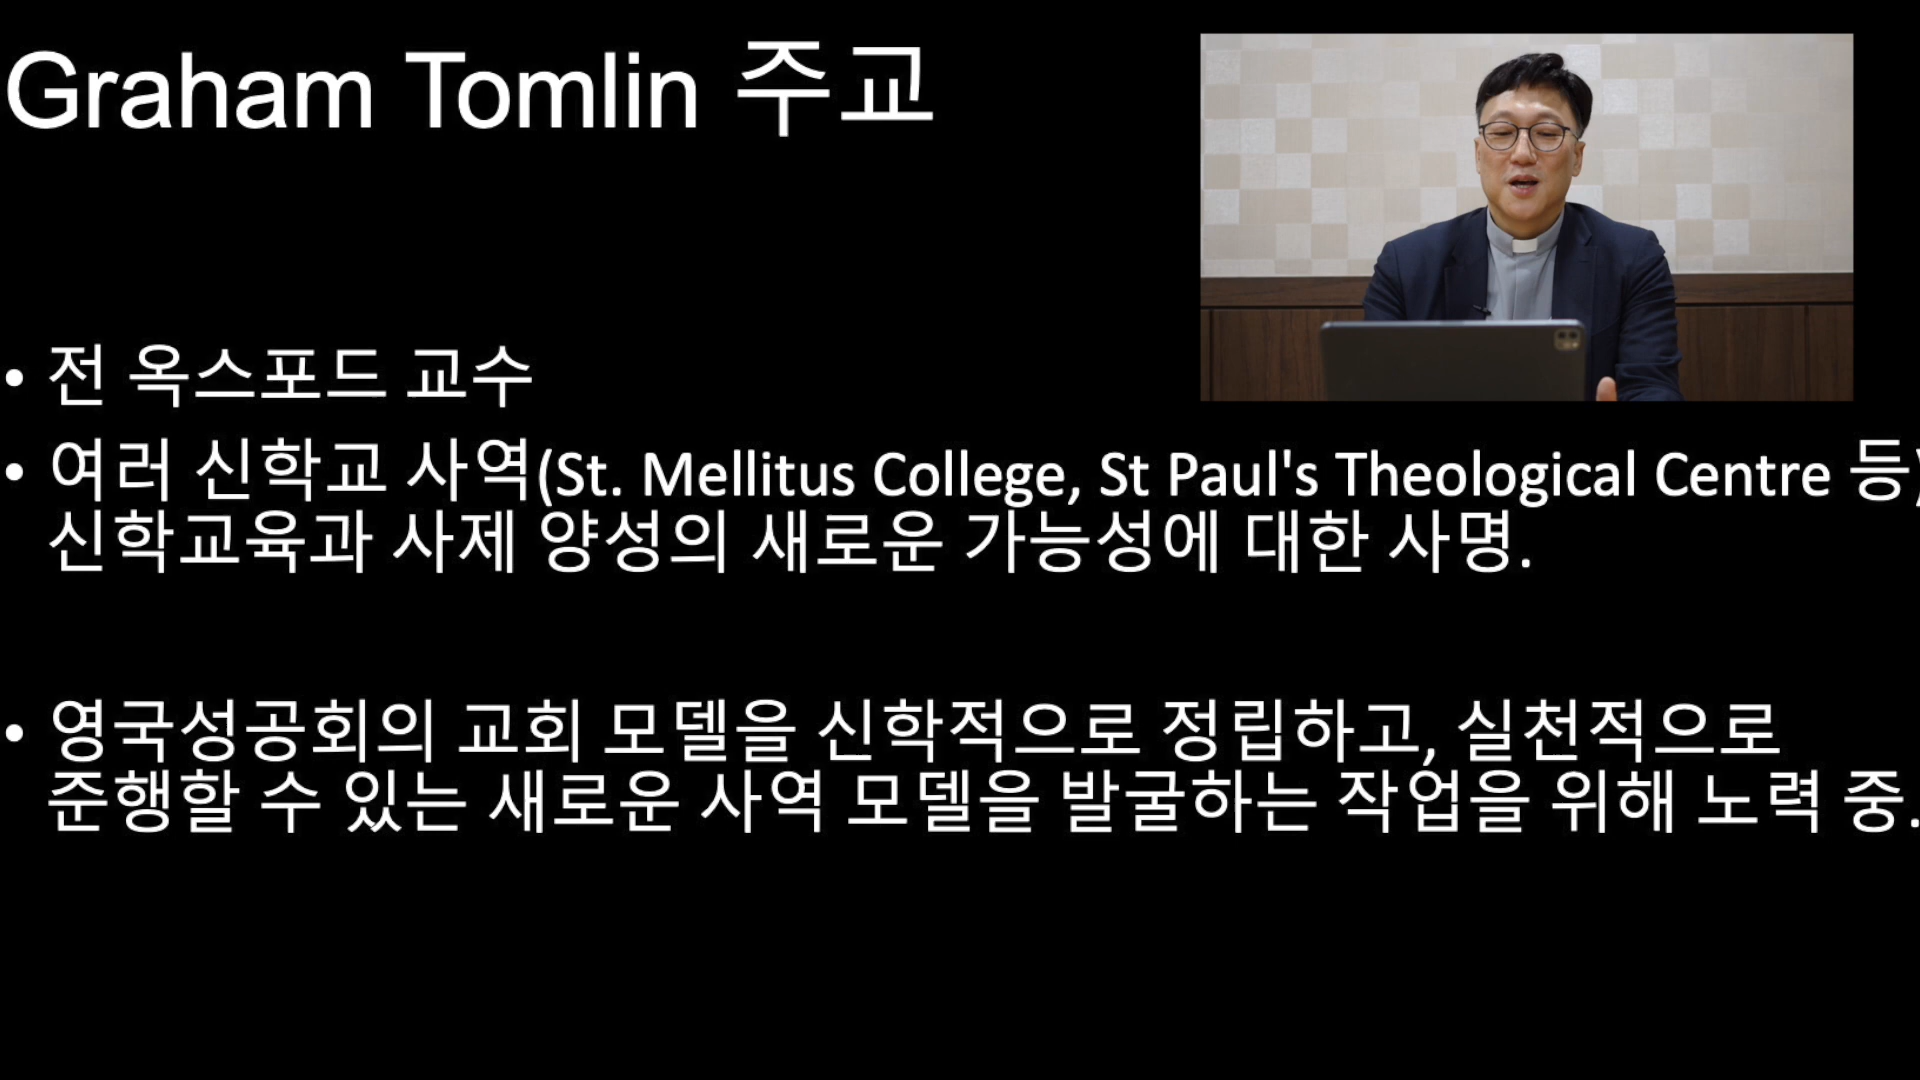 Graham Tomlin 주교
• 전 옥스포드 교수
• 여러 신학교 사역(St. Mellitus College, St Paul's Theological Centre 등)
신학교육과 사제 양성의 새로운 가능성에 대한 사명.
• 영국성공회의 교회 모델을 신학적으로 정립하고, 실천적으로
준행할 수 있는 새로운 사역 모델을 발굴하는 작업을 위해 노력 중.